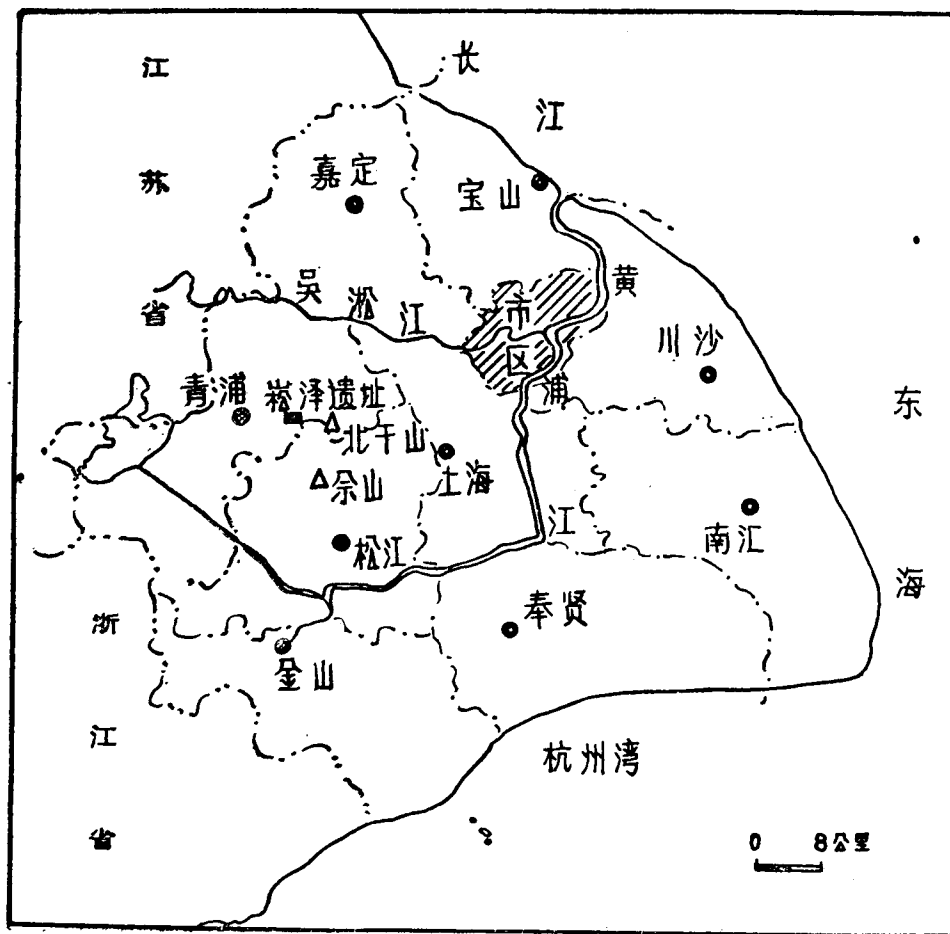 长江
江苏省
嘉定
宝山
吴淞江
黄浦江
市区
川沙
东海
青浦
崧泽遗址
北干山
上海
佘山
松江
南汇
奉贤
浙江省
金山
杭州湾
0 8公里